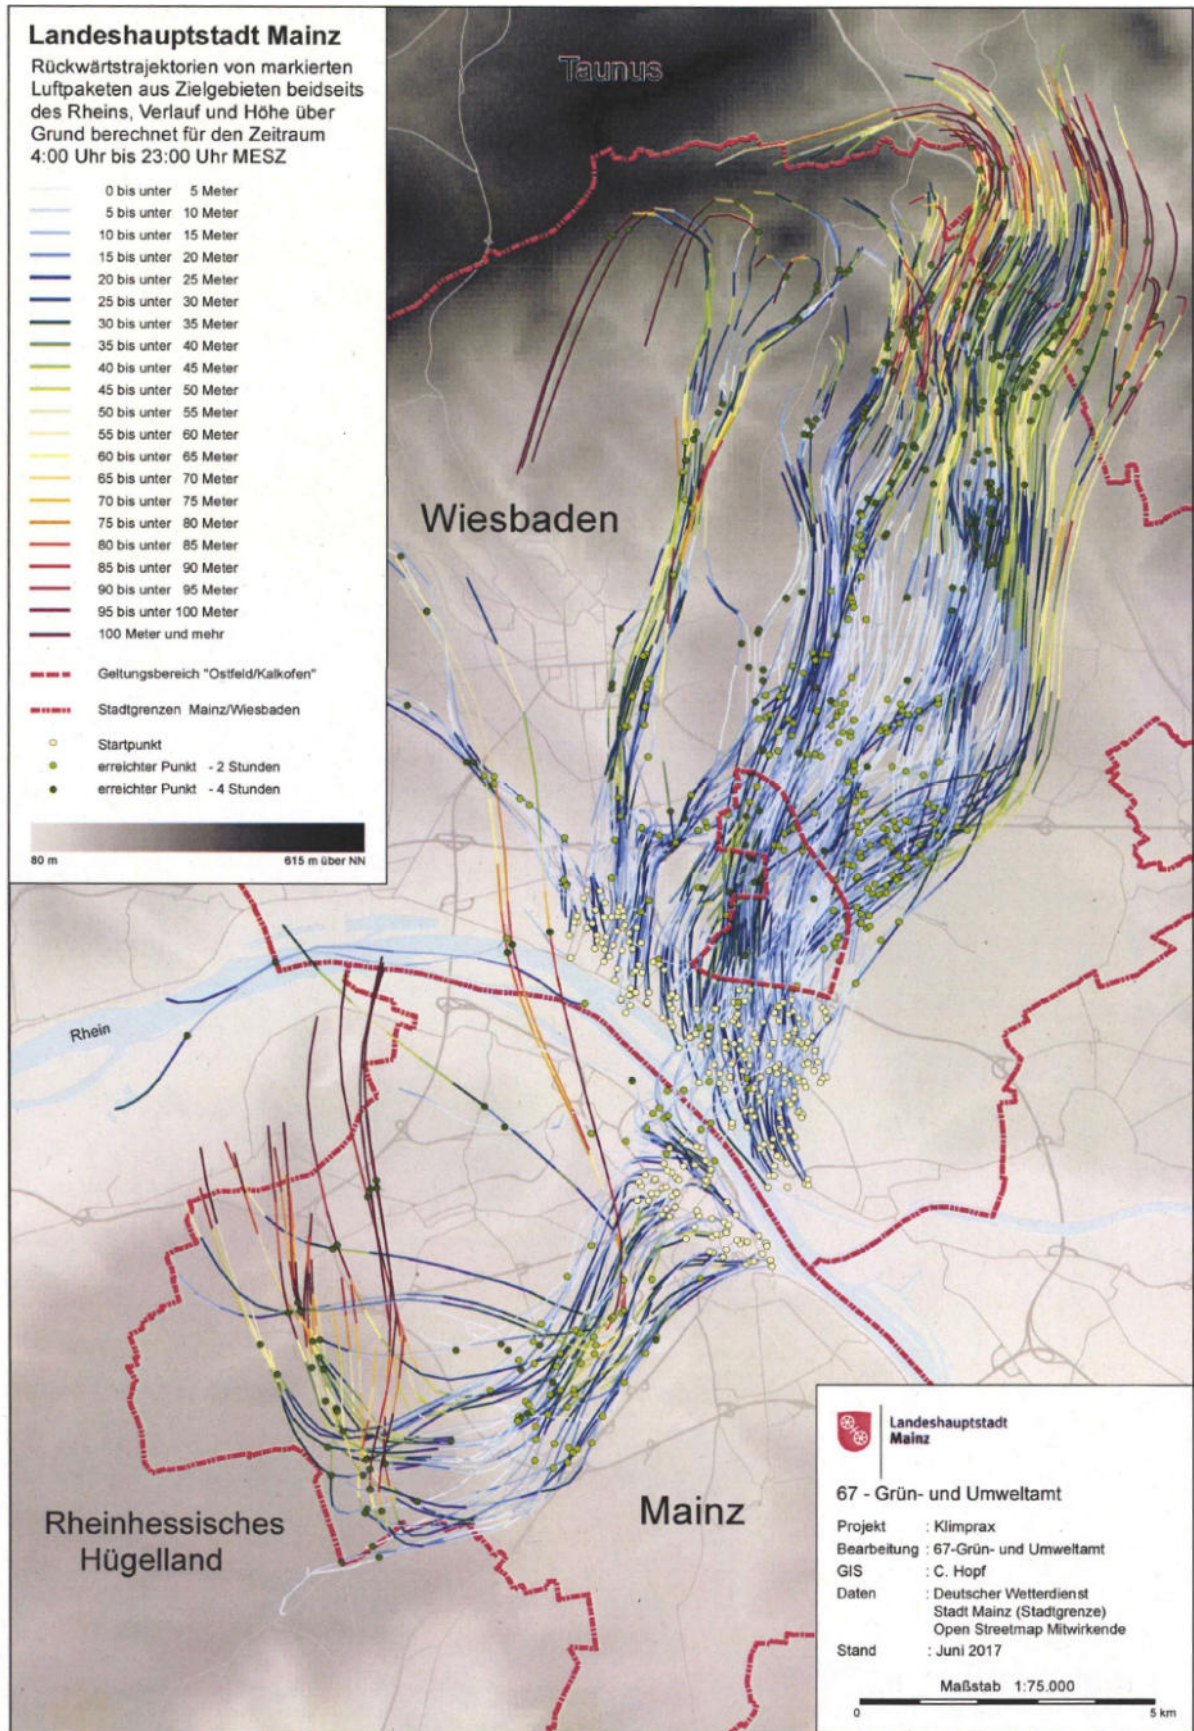 Landeshauptstadt Mainz
Rückwärtstrajektorien von markierten
Luftpaketen aus Zielgebieten beidseits
des Rheins, Verlauf und Höhe über
Grund berechnet für den Zeitraum
4:00 Uhr bis 23:00 Uhr MESZ
0 bis unter 5 Meter
5 bis unter 10 Meter
10 bis unter 15 Meter
15 bis unter 20 Meter
20 bis unter 25 Meter
25 bis unter 30 Meter
30 bis unter 35 Meter
35 bis unter 40 Meter
40 bis unter 45 Meter
45 bis unter 50 Meter
50 bis unter 55 Meter
55 bis unter 60 Meter
60 bis unter 65 Meter
65 bis unter 70 Meter
70 bis unter 75 Meter
75 bis unter 80 Meter
80 bis unter 85 Meter
85 bis unter 90 Meter
90 bis unter 95 Meter
95 bis unter 100 Meter
100 Meter und mehr
Geltungsbereich "Ostfeld/Kalkofen"
Stadtgrenzen Mainz/Wiesbaden
Startpunkt
erreichter Punkt - 2 Stunden
erreichter Punkt - 4 Stunden
80 m 615 m über NN
Taunus
Wiesbaden
Rhein
Mainz
Rheinhessisches
Hügelland
Landeshauptstadt
Mainz
67 - Grün- und Umweltamt
Projekt : Klimprax
Bearbeitung : 67-Grün- und Umweltamt
GIS : C. Hopf
Daten : Deutscher Wetterdienst
Stadt Mainz (Stadtgrenze)
Open Streetmap Mitwirkende
Stand : Juni 2017
Maßstab 1:75.000
0 5 km